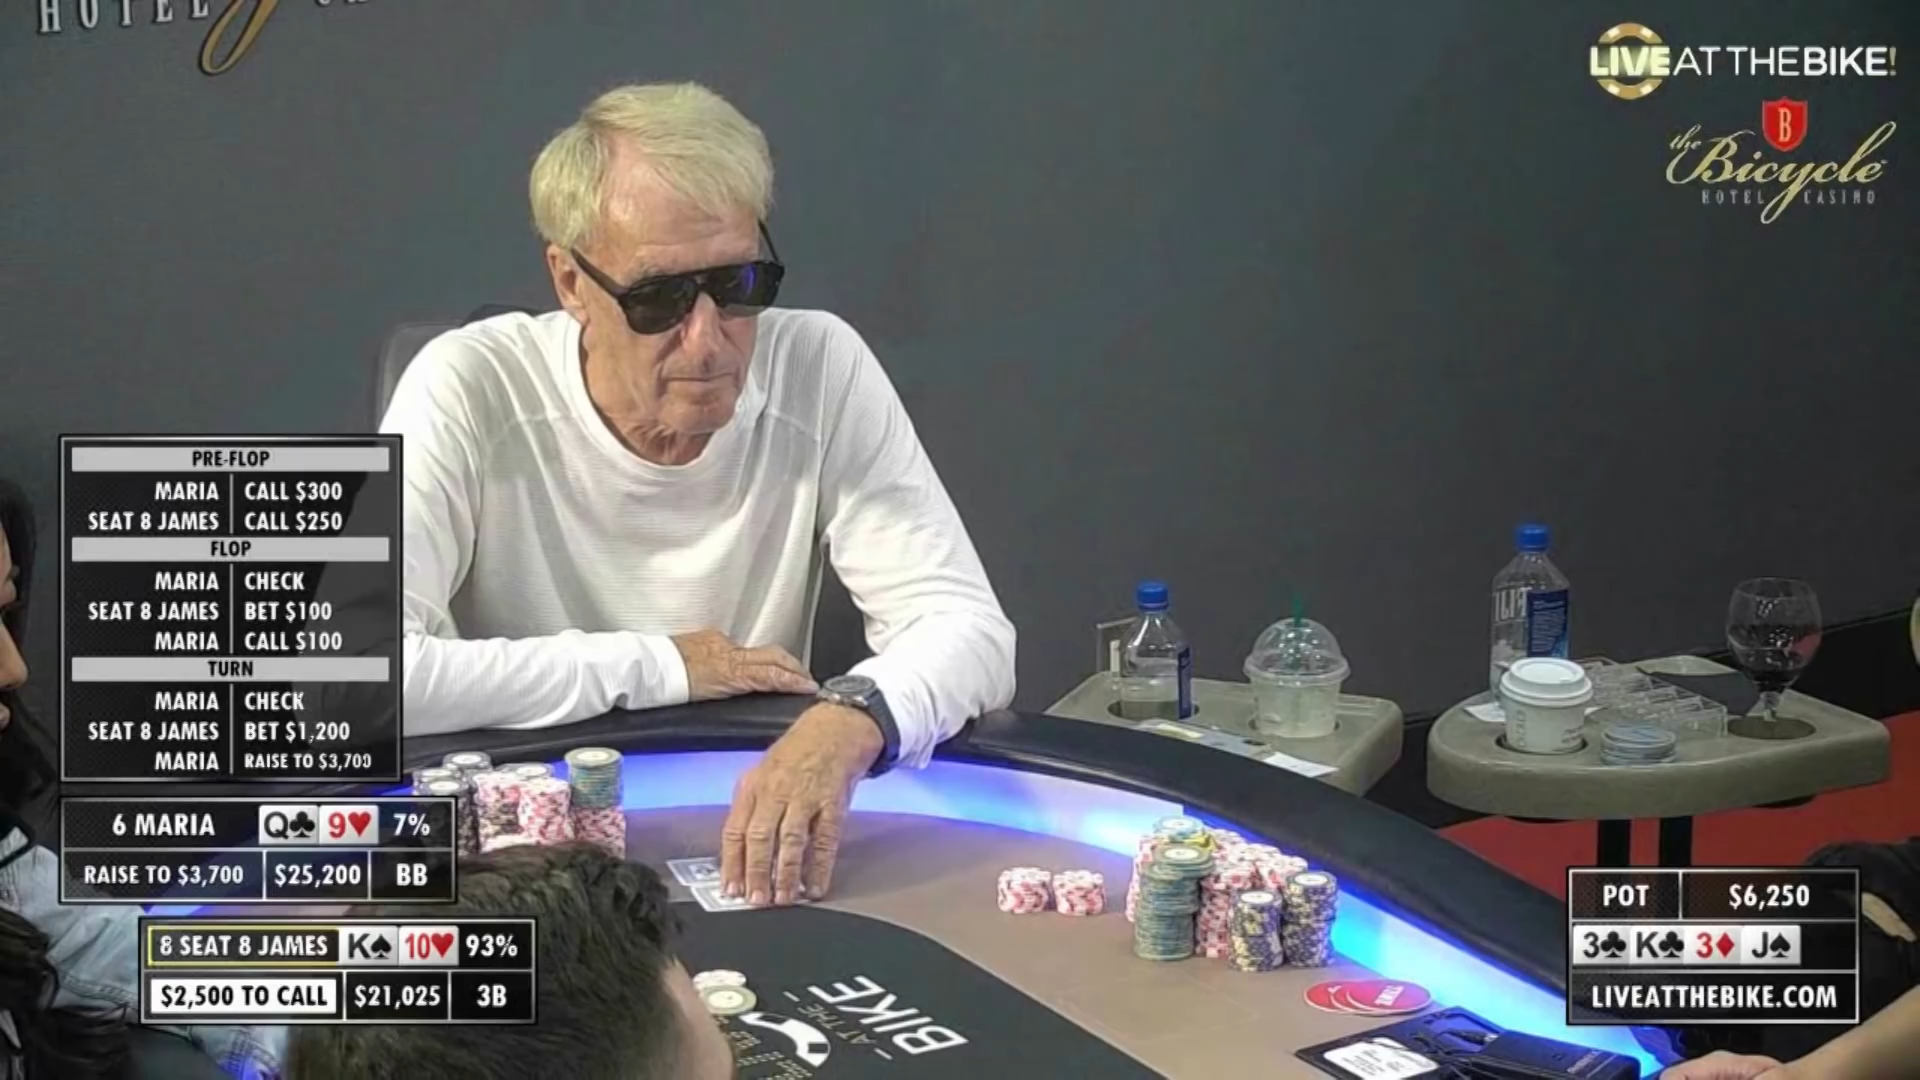 HOTEL
LIVEATTHEBIKE!
B
the Bicycle
HOTEL CASINO
PRE-FLOP
MARIA CALL $300
SEAT 8 JAMES CALL $250
FLOP
MARIA CHECK
SEAT 8 JAMES BET $100
MARIA CALL $100
TURN
MARIA CHECK
SEAT 8 JAMES BET $1,200
MARIA RAISE TO $3,700
6 MARIA Q♣ 9♥ 7%
RAISE TO $3,700 $25,200 BB
8 SEAT 8 JAMES K♠ 10♥ 93%
$2,500 TO CALL $21,025 3B
POT $6,250
3♣ K♣ 3♦ J♠
LIVEATTHEBIKE.COM
AT THE
BIKE